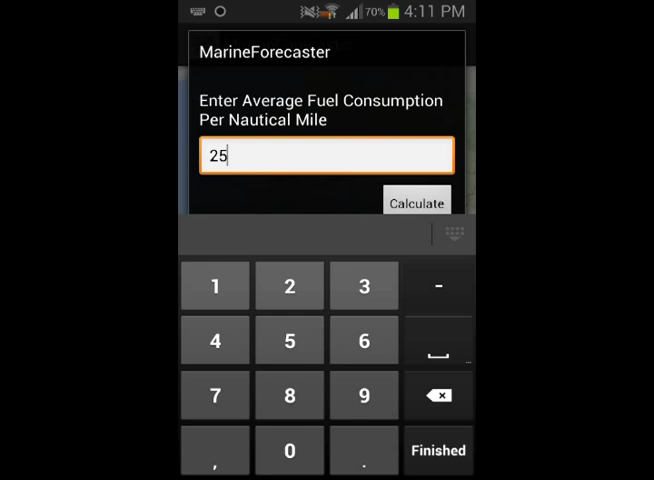 70% 4:11 PM
MarineForecaster
Enter Average Fuel Consumption
Per Nautical Mile
25
Calculate
1 2 3 -
4 5 6
7 8 9
, 0 .
Finished